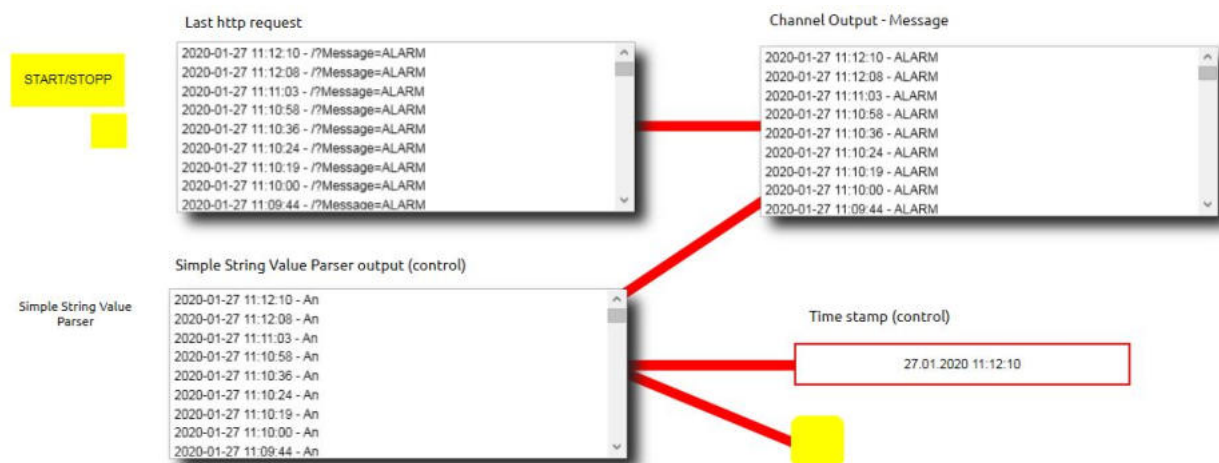 Last http request
2020-01-27 11:12:10 - /?Message=ALARM
2020-01-27 11:12:08 - /?Message=ALARM
2020-01-27 11:11:03 - /?Message=ALARM
2020-01-27 11:10:58 - /?Message=ALARM
2020-01-27 11:10:36 - /?Message=ALARM
2020-01-27 11:10:24 - /?Message=ALARM
2020-01-27 11:10:19 - /?Message=ALARM
2020-01-27 11:10:00 - /?Message=ALARM
2020-01-27 11:09:44 - /?Message=ALARM
START/STOPP
Channel Output - Message
2020-01-27 11:12:10 - ALARM
2020-01-27 11:12:08 - ALARM
2020-01-27 11:11:03 - ALARM
2020-01-27 11:10:58 - ALARM
2020-01-27 11:10:36 - ALARM
2020-01-27 11:10:24 - ALARM
2020-01-27 11:10:19 - ALARM
2020-01-27 11:10:00 - ALARM
2020-01-27 11:09:44 - ALARM
Simple String Value Parser output (control)
Simple String Value
Parser
2020-01-27 11:12:10 - An
2020-01-27 11:12:08 - An
2020-01-27 11:11:03 - An
2020-01-27 11:10:58 - An
2020-01-27 11:10:36 - An
2020-01-27 11:10:24 - An
2020-01-27 11:10:19 - An
2020-01-27 11:10:00 - An
2020-01-27 11:09:44 - An
Time stamp (control)
27.01.2020 11:12:10